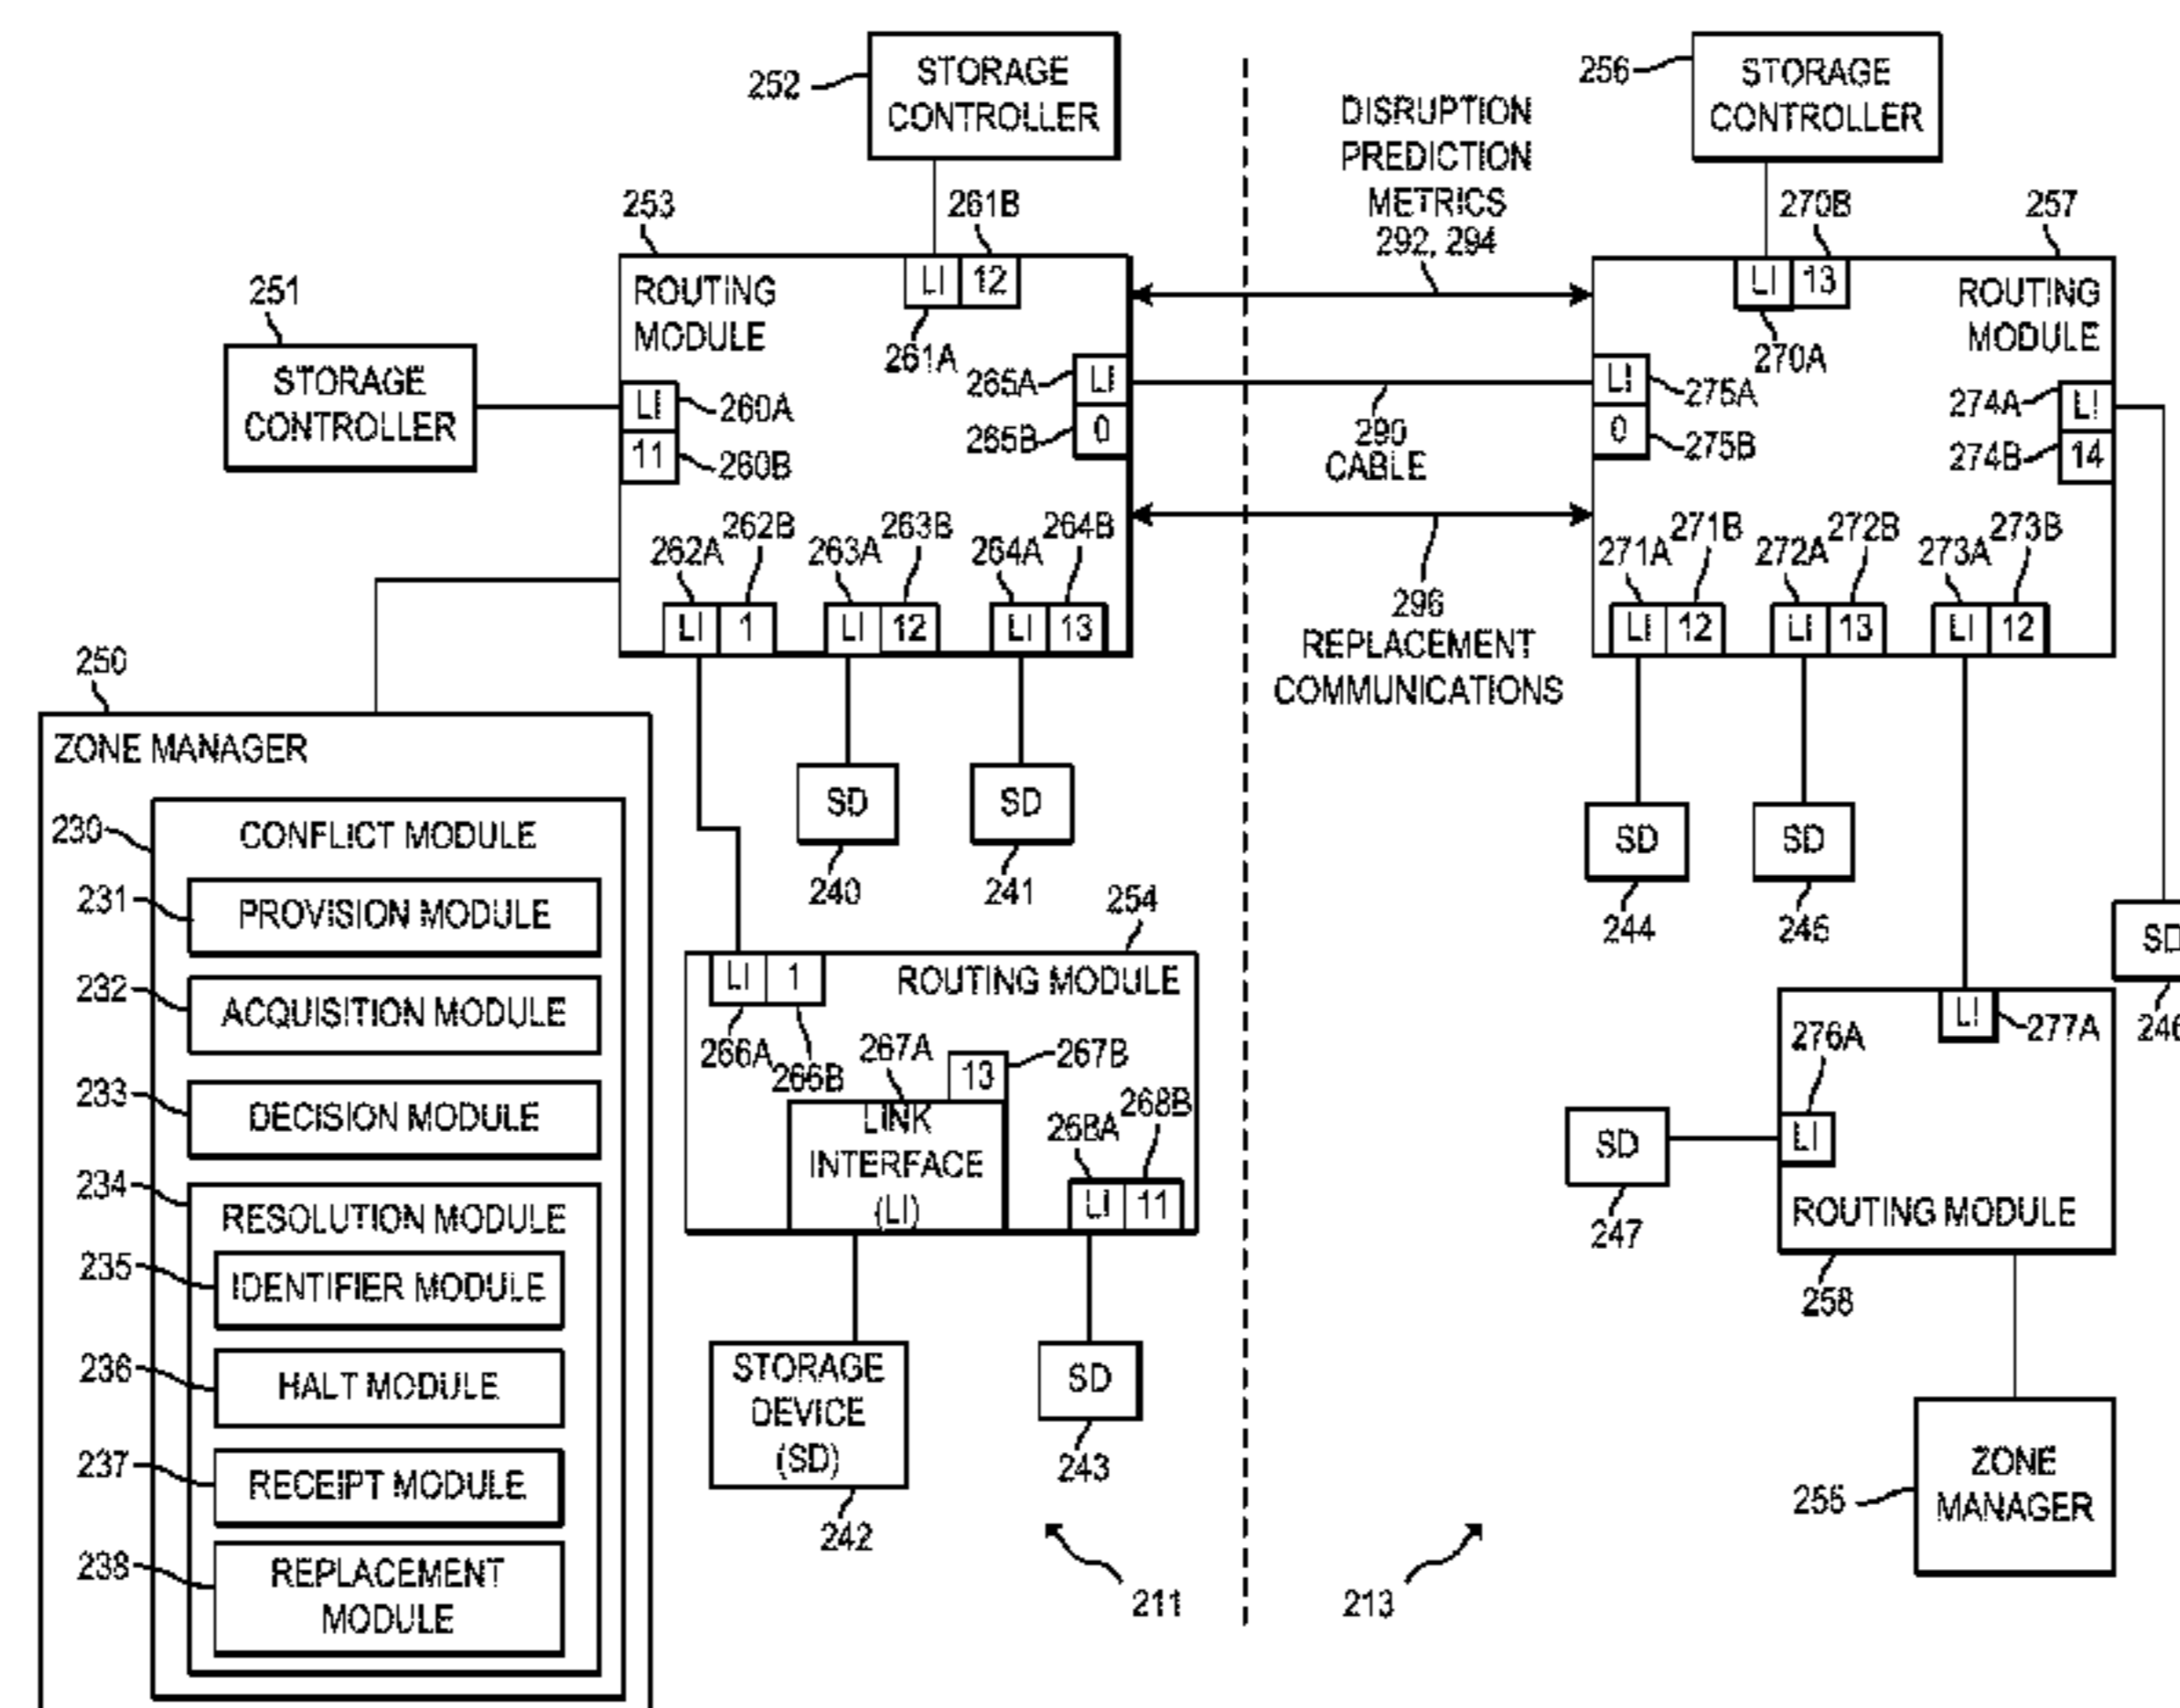 252
STORAGE
CONTROLLER
256
STORAGE
CONTROLLER
DISRUPTION
PREDICTION
METRICS
292, 294
253
261B
270B
257
ROUTING
MODULE
LI
12
261A
LI
13
270A
ROUTING
MODULE
251
STORAGE
CONTROLLER
LI
260A
11
260B
265A
LI
265B
0
290
CABLE
LI
275A
0
275B
274A
LI
274B
14
262A
262B
263A
263B
264A
264B
LI
1
LI
12
LI
13
296
REPLACEMENT
COMMUNICATIONS
271A
271B
272A
272B
273A
273B
LI
12
LI
13
LI
12
250
ZONE MANAGER
230
CONFLICT MODULE
231
PROVISION MODULE
232
ACQUISITION MODULE
233
DECISION MODULE
234
RESOLUTION MODULE
235
IDENTIFIER MODULE
236
HALT MODULE
237
RECEIPT MODULE
238
REPLACEMENT
MODULE
SD
240
SD
241
254
LI
1
ROUTING MODULE
266A
266B
267A
13
267B
LINK
INTERFACE
(LI)
268A
268B
LI
11
STORAGE
DEVICE
(SD)
242
SD
243
211
213
SD
244
SD
245
SD
246
LI
277A
276A
LI
SD
247
ROUTING MODULE
258
255
ZONE
MANAGER